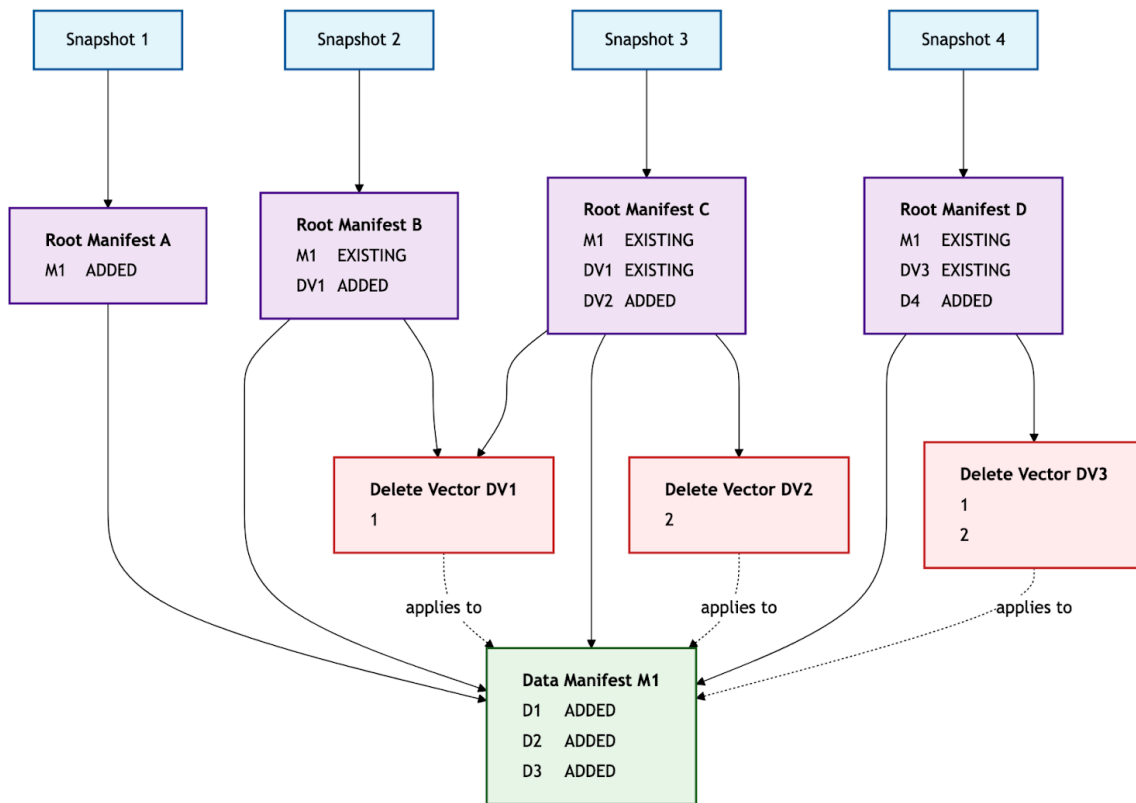 Snapshot 1
Snapshot 2
Snapshot 3
Snapshot 4
Root Manifest A
M1 ADDED
Root Manifest B
M1 EXISTING
DV1 ADDED
Root Manifest C
M1 EXISTING
DV1 EXISTING
DV2 ADDED
Root Manifest D
M1 EXISTING
DV3 EXISTING
D4 ADDED
Delete Vector DV1
1
Delete Vector DV2
2
Delete Vector DV3
1
2
applies to
applies to
applies to
Data Manifest M1
D1 ADDED
D2 ADDED
D3 ADDED